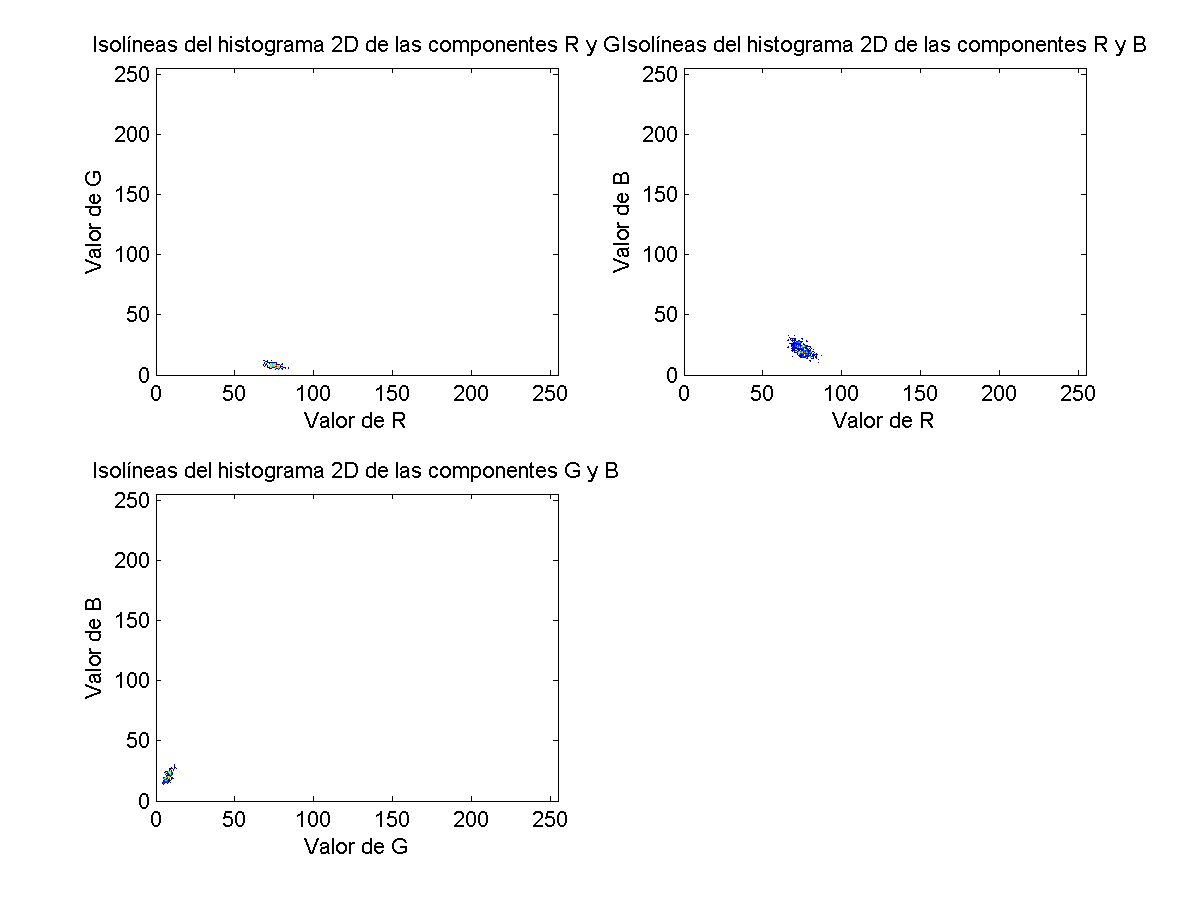 Isolíneas del histograma 2D de las componentes R y G
250
200
150
100
50
0
Valor de G
0 50 100 150 200 250
Valor de R
Isolíneas del histograma 2D de las componentes R y B
250
200
150
100
50
0
Valor de B
0 50 100 150 200 250
Valor de R
Isolíneas del histograma 2D de las componentes G y B
250
200
150
100
50
0
Valor de B
0 50 100 150 200 250
Valor de G